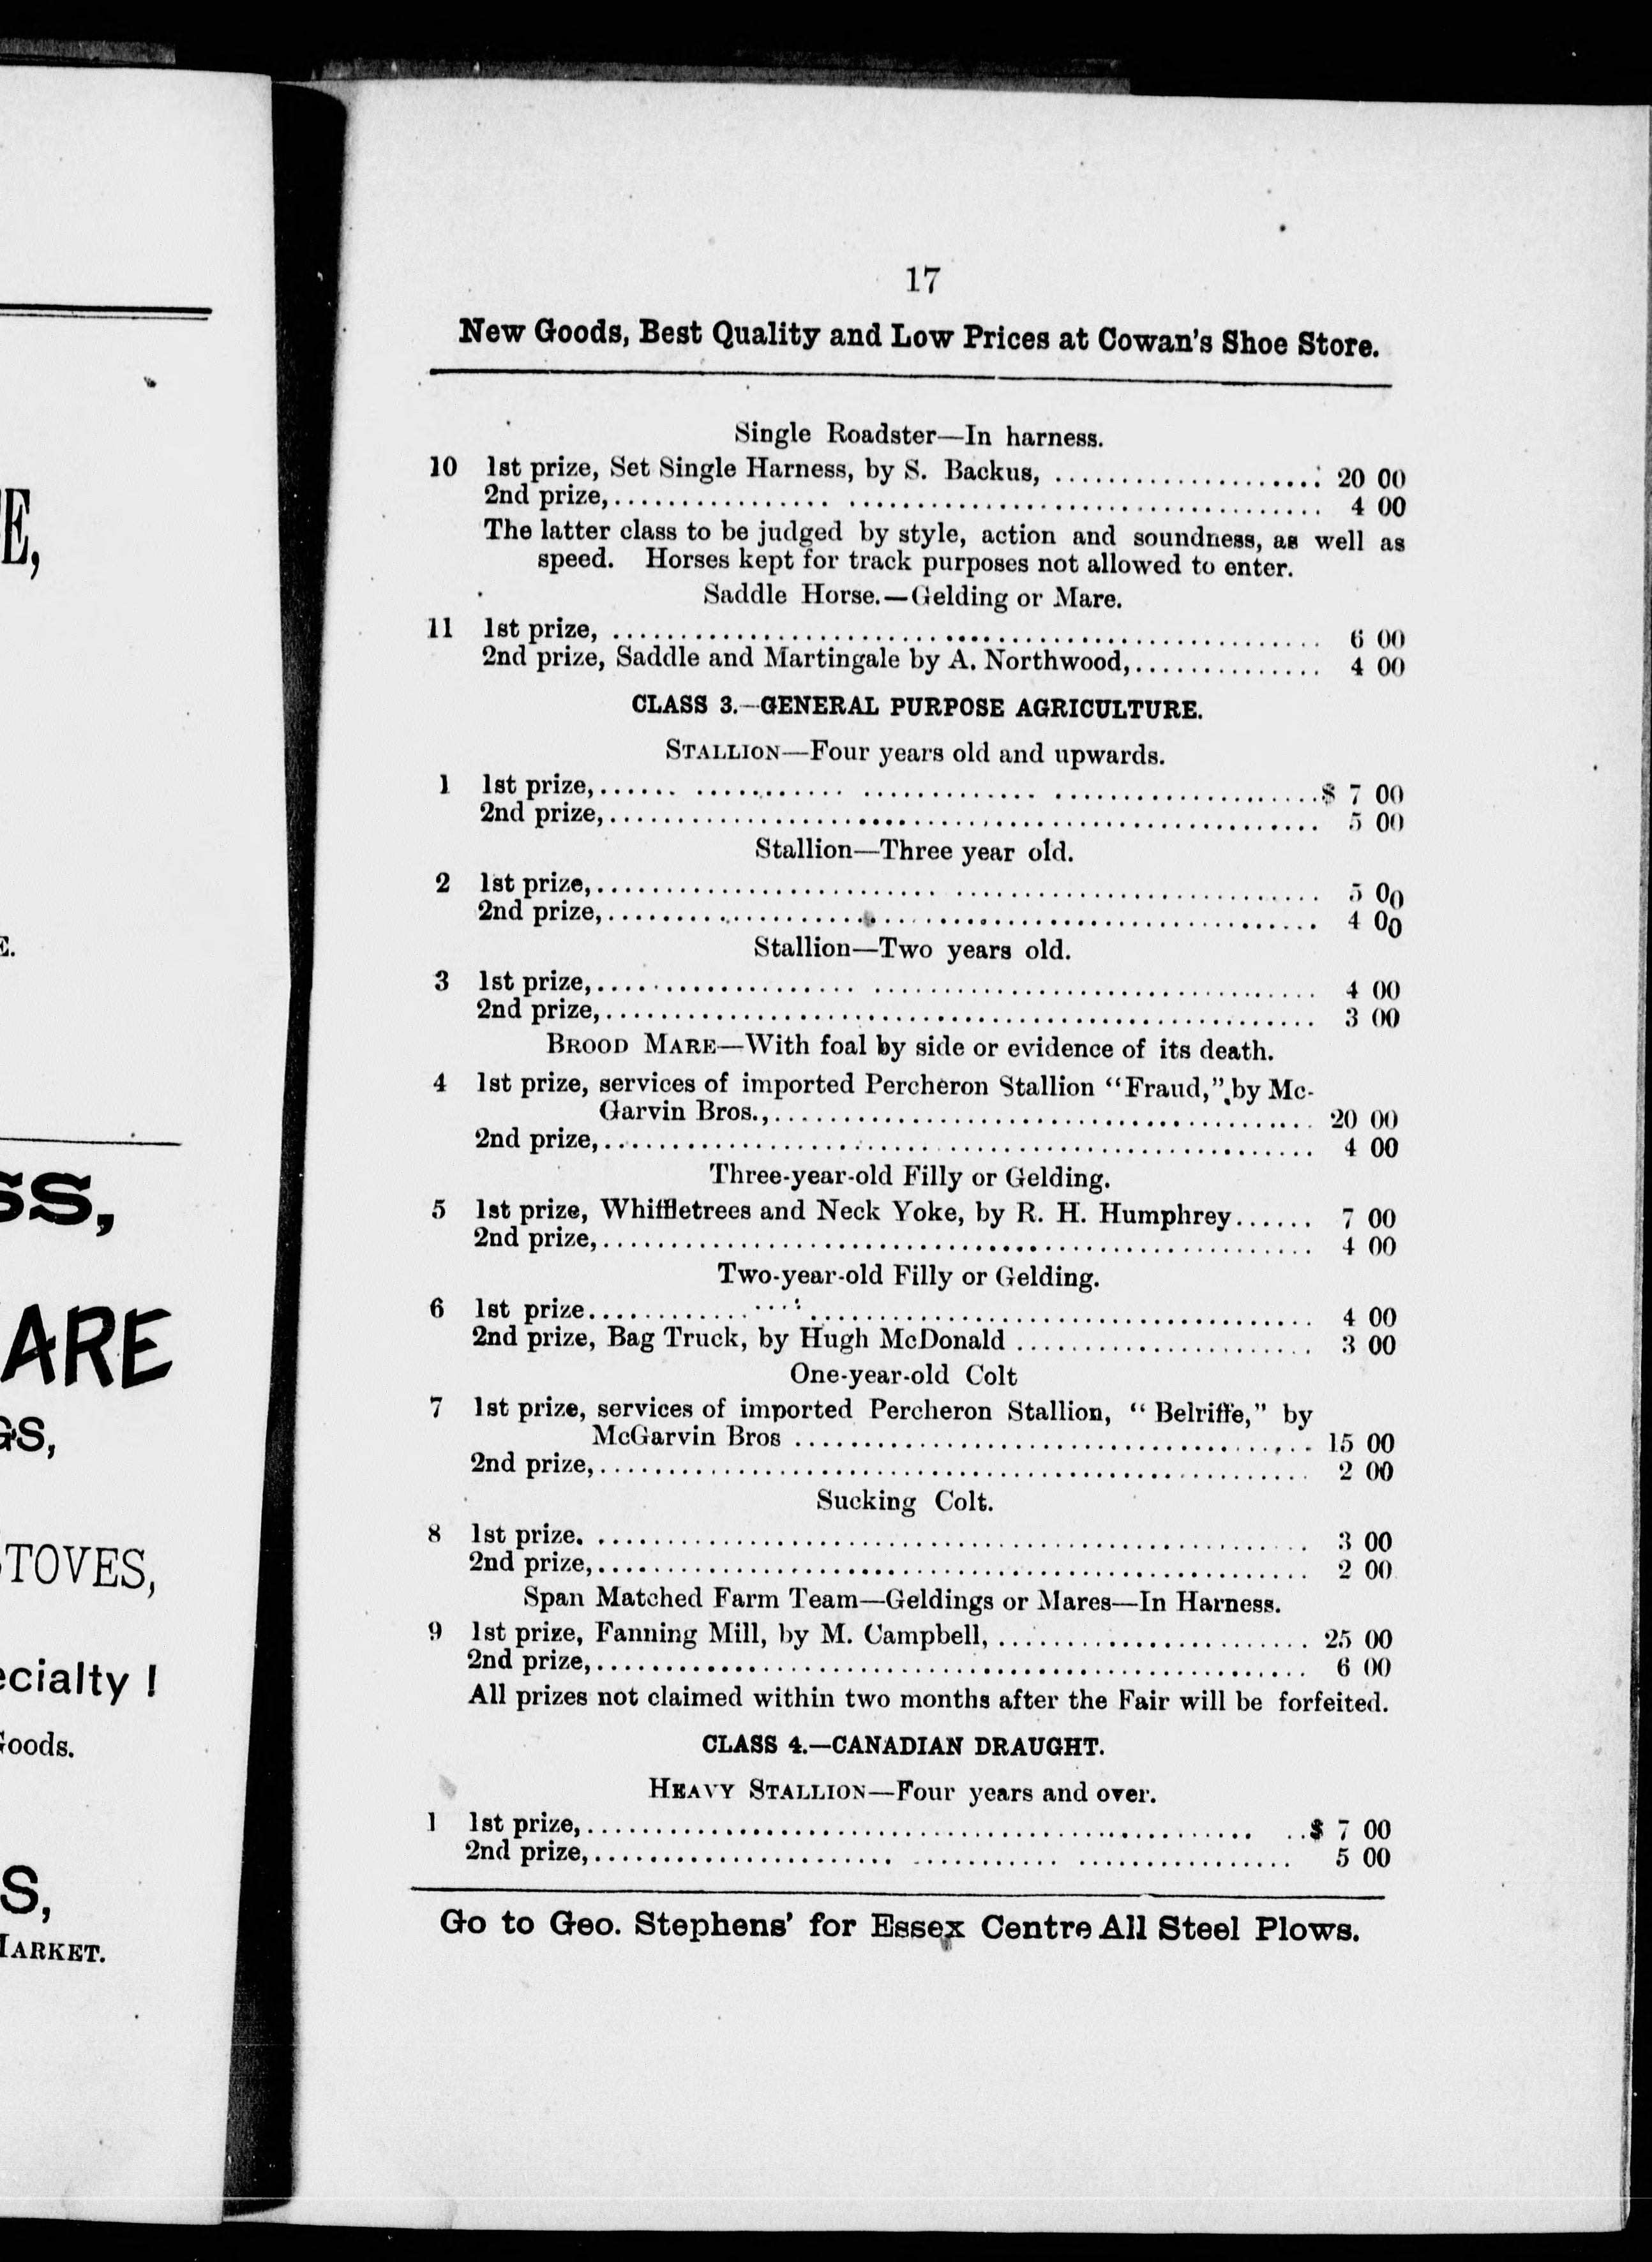 E,
E.
SS,
ARE
GS,
TOVES,
ecialty !
Goods.
S,
MARKET.
17
New Goods, Best Quality and Low Prices at Cowan's Shoe Store.
Single Roadster—In harness.
10 1st prize, Set Single Harness, by S. Backus, .................... 20 00
2nd prize, .................... 4 00
The latter class to be judged by style, action and soundness, as well as
speed. Horses kept for track purposes not allowed to enter.
Saddle Horse.—Gelding or Mare.
11 1st prize, .................... 6 00
2nd prize, Saddle and Martingale by A. Northwood, .................... 4 00
CLASS 3.—GENERAL PURPOSE AGRICULTURE.
STALLION—Four years old and upwards.
1 1st prize, .................... $ 7 00
2nd prize, .................... 5 00
Stallion—Three year old.
2 1st prize, .................... 5 00
2nd prize, .................... 4 00
Stallion—Two years old.
3 1st prize, .................... 4 00
2nd prize, .................... 3 00
BROOD MARE—With foal by side or evidence of its death.
4 1st prize, services of imported Percheron Stallion "Fraud," by Mc-
Garvin Bros., .................... 20 00
2nd prize, .................... 4 00
Three-year-old Filly or Gelding.
5 1st prize, Whiffletrees and Neck Yoke, by R. H. Humphrey...... 7 00
2nd prize, .................... 4 00
Two-year-old Filly or Gelding.
6 1st prize .................... 4 00
2nd prize, Bag Truck, by Hugh McDonald .................... 3 00
One-year-old Colt
7 1st prize, services of imported Percheron Stallion, " Belriffe," by
McGarvin Bros .................... 15 00
2nd prize, .................... 2 00
Sucking Colt.
8 1st prize. .................... 3 00
2nd prize, .................... 2 00
Span Matched Farm Team—Geldings or Mares—In Harness.
9 1st prize, Fanning Mill, by M. Campbell, .................... 25 00
2nd prize, .................... 6 00
All prizes not claimed within two months after the Fair will be forfeited.
CLASS 4.—CANADIAN DRAUGHT.
HEAVY STALLION—Four years and over.
1 1st prize, .................... $ 7 00
2nd prize, .................... 5 00
Go to Geo. Stephens' for Essex Centre All Steel Plows.